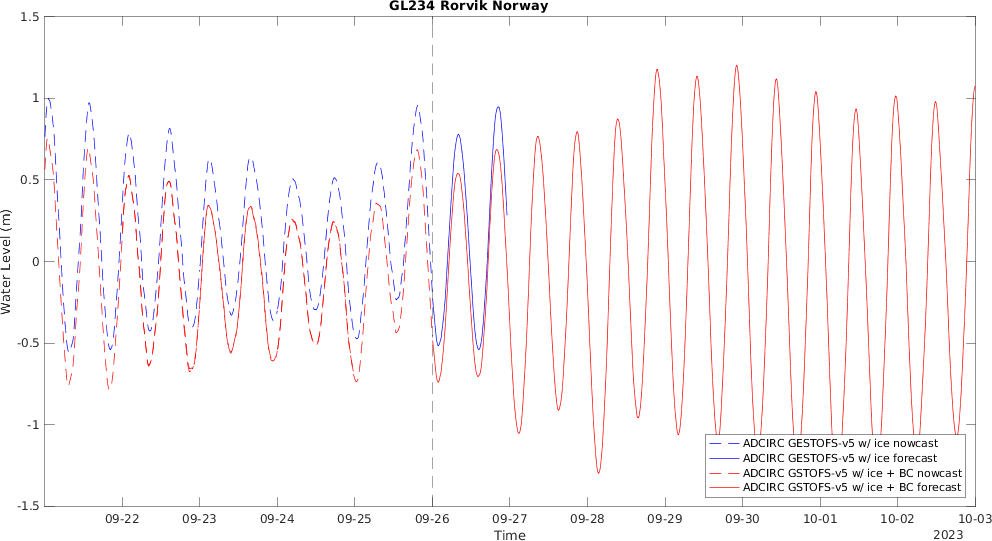 GL234 Rorvik Norway
1.5
1
0.5
0
-0.5
-1
-1.5
Water Level (m)
ADCIRC GESTOFS-v5 w/ ice nowcast
ADCIRC GESTOFS-v5 w/ ice forecast
ADCIRC GSTOFS-v5 w/ ice + BC nowcast
ADCIRC GSTOFS-v5 w/ ice + BC forecast
09-22 09-23 09-24 09-25 09-26 09-27 09-28 09-29 09-30 10-01 10-02 10-03
Time
2023